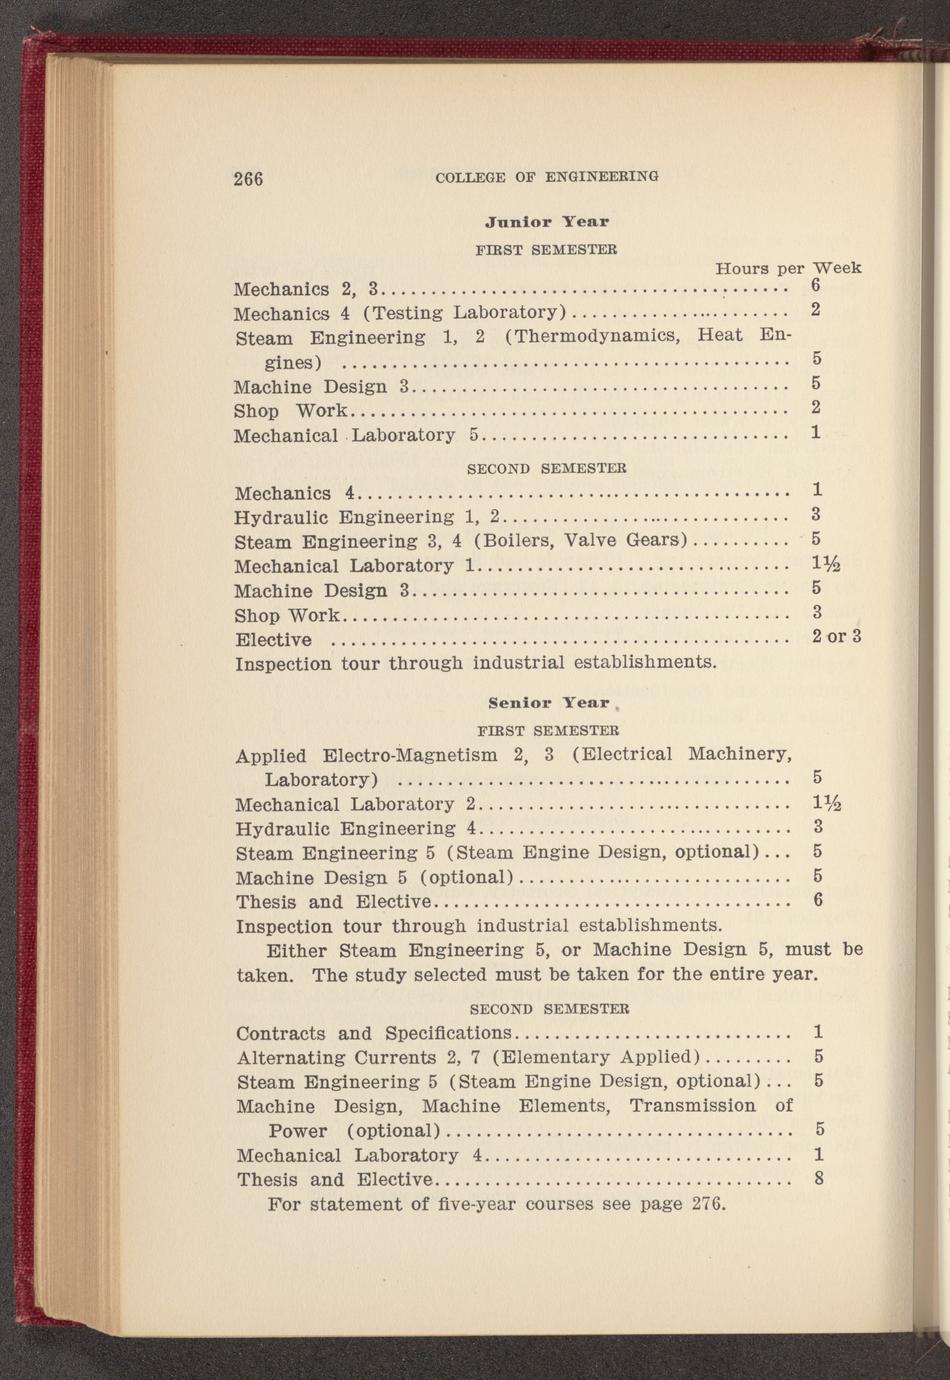 266 COLLEGE OF ENGINEERING
Junior Year
FIRST SEMESTER
Hours per Week
Mechanics 2, 3......................................... 6
Mechanics 4 (Testing Laboratory)...................... 2
Steam Engineering 1, 2 (Thermodynamics, Heat En-
gines) ............................................. 5
Machine Design 3...................................... 5
Shop Work............................................ 2
Mechanical Laboratory 5............................... 1
SECOND SEMESTER
Mechanics 4........................................... 1
Hydraulic Engineering 1, 2............................. 3
Steam Engineering 3, 4 (Boilers, Valve Gears).......... 5
Mechanical Laboratory 1............................... 1½
Machine Design 3...................................... 5
Shop Work............................................. 3
Elective .............................................. 2 or 3
Inspection tour through industrial establishments.
Senior Year
FIRST SEMESTER
Applied Electro-Magnetism 2, 3 (Electrical Machinery,
Laboratory) ....................................... 5
Mechanical Laboratory 2............................... 1½
Hydraulic Engineering 4............................... 3
Steam Engineering 5 (Steam Engine Design, optional)... 5
Machine Design 5 (optional)........................... 5
Thesis and Elective.................................... 6
Inspection tour through industrial establishments.
Either Steam Engineering 5, or Machine Design 5, must be
taken. The study selected must be taken for the entire year.
SECOND SEMESTER
Contracts and Specifications............................ 1
Alternating Currents 2, 7 (Elementary Applied)......... 5
Steam Engineering 5 (Steam Engine Design, optional)... 5
Machine Design, Machine Elements, Transmission of
Power (optional)................................... 5
Mechanical Laboratory 4............................... 1
Thesis and Elective.................................... 8
For statement of five-year courses see page 276.